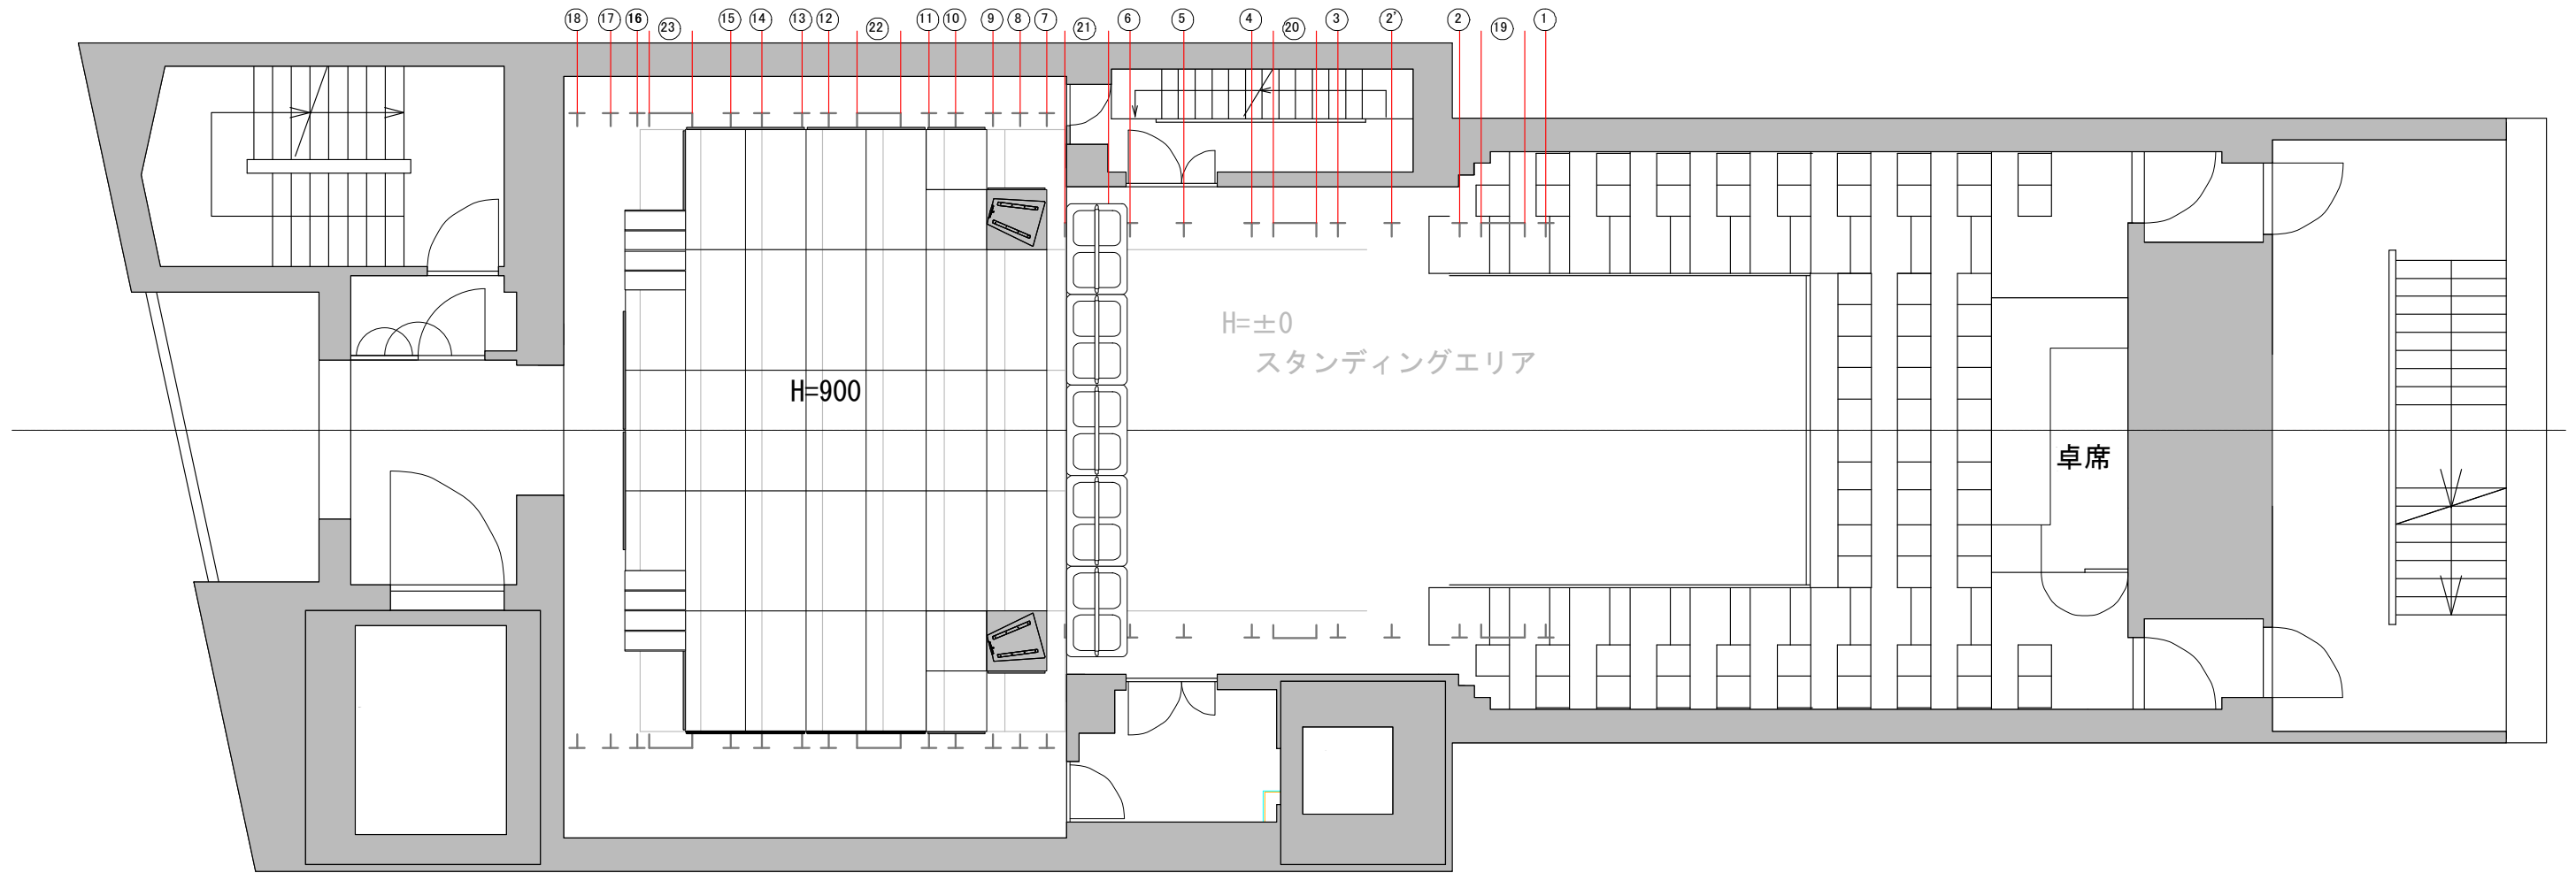 ⑱ ⑰ ⑯ ㉓ ⑮ ⑭ ⑬ ⑫ ㉒ ⑪ ⑩ ⑨ ⑧ ⑦ ㉑ ⑥ ⑤ ④ ⑳ ③ 2' ② ⑲ ①
H=±0
スタンディングエリア
H=900
卓席